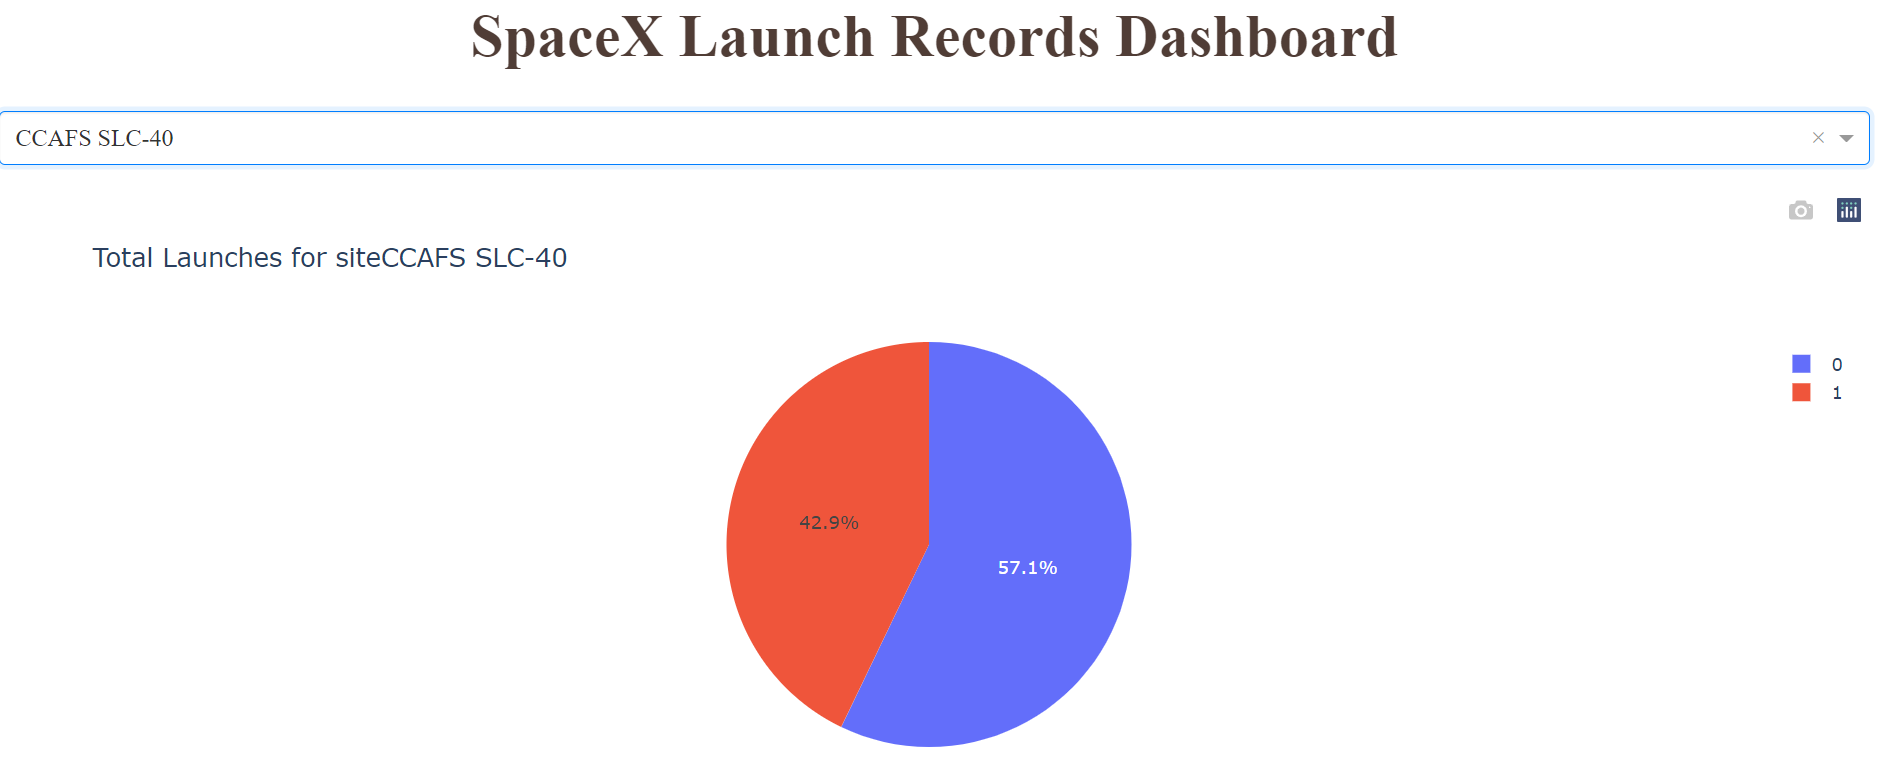 SpaceX Launch Records Dashboard
CCAFS SLC-40
Total Launches for siteCCAFS SLC-40
0
1
42.9%
57.1%